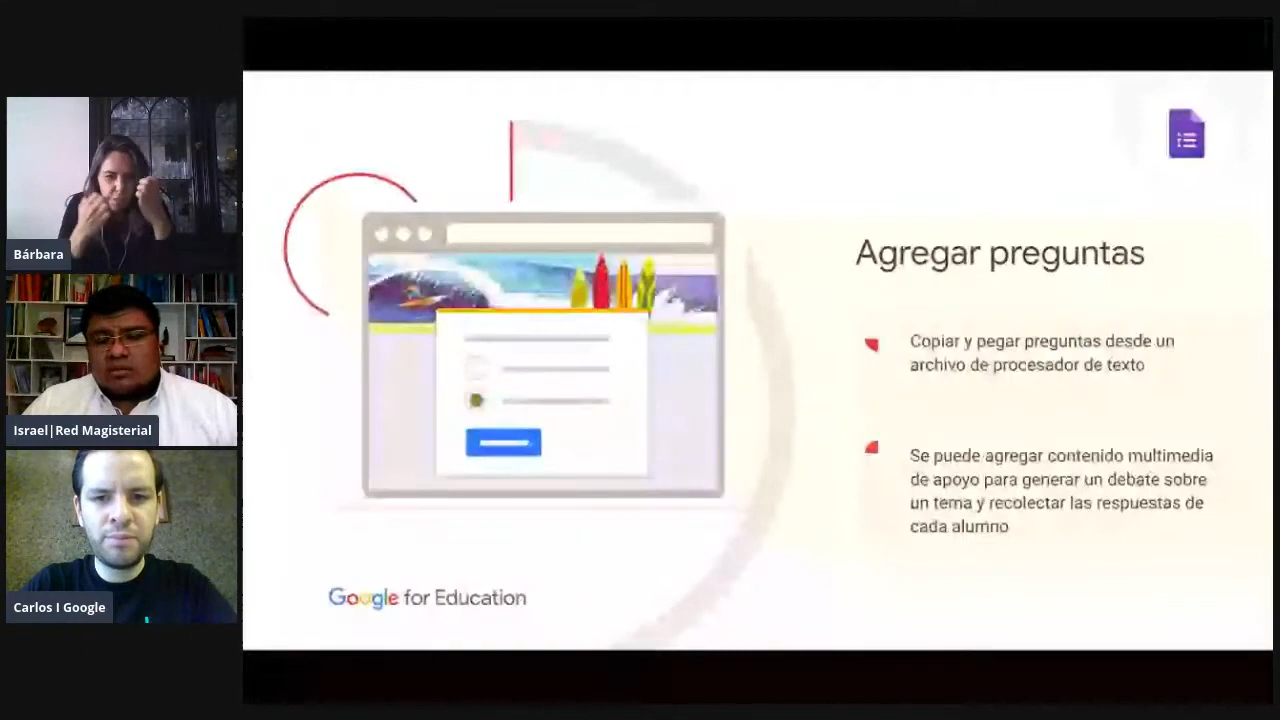 Bárbara
Israel|Red Magisterial
Carlos I Google
Agregar preguntas
Copiar y pegar preguntas desde un
archivo de procesador de texto
Se puede agregar contenido multimedia
de apoyo para generar un debate sobre
un tema y recolectar las respuestas de
cada alumno
Google for Education